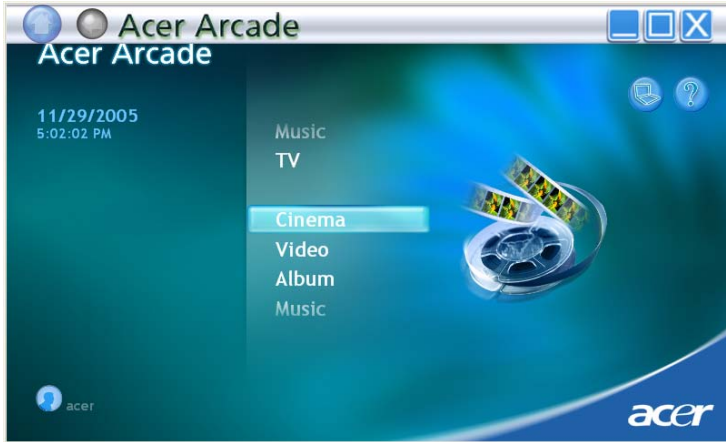 Acer Arcade
Acer Arcade
11/29/2005
5:02:02 PM
Music
TV
Cinema
Video
Album
Music
acer
acer